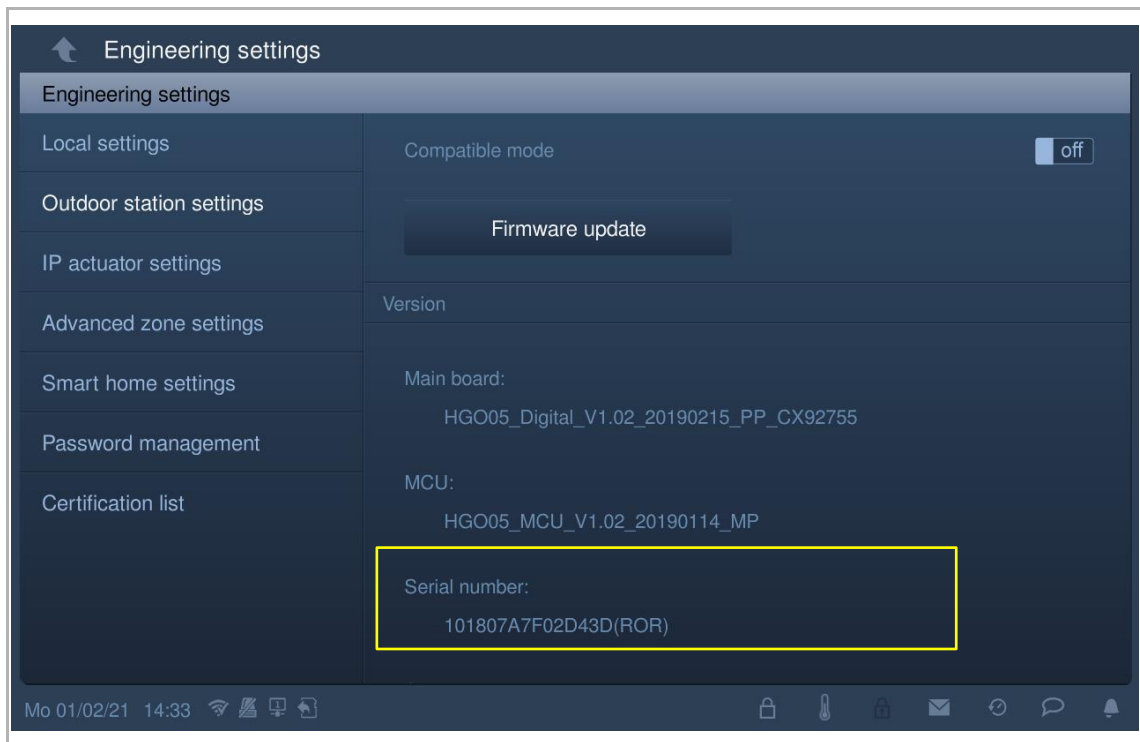 Engineering settings
Engineering settings
Local settings
Outdoor station settings
IP actuator settings
Advanced zone settings
Smart home settings
Password management
Certification list
Compatible mode
off
Firmware update
Version
Main board:
HGO05_Digital_V1.02_20190215_PP_CX92755
MCU:
HGO05_MCU_V1.02_20190114_MP
Serial number:
101807A7F02D43D(ROR)
Mo 01/02/21 14:33